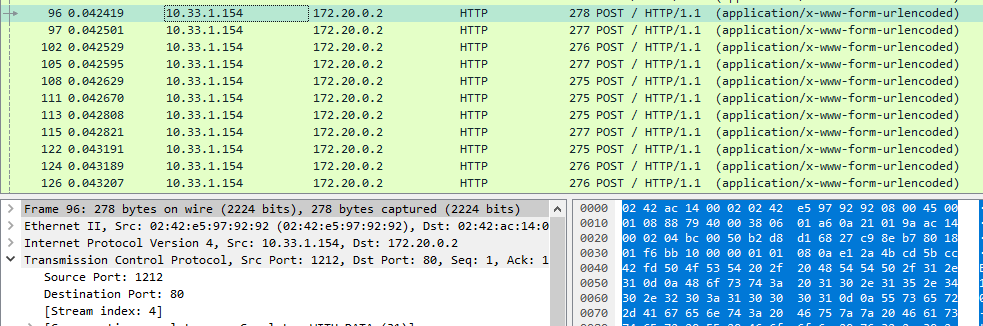 96 0.042419 10.33.1.154 172.20.0.2 HTTP 278 POST / HTTP/1.1 (application/x-www-form-urlencoded)
97 0.042501 10.33.1.154 172.20.0.2 HTTP 277 POST / HTTP/1.1 (application/x-www-form-urlencoded)
102 0.042529 10.33.1.154 172.20.0.2 HTTP 276 POST / HTTP/1.1 (application/x-www-form-urlencoded)
105 0.042595 10.33.1.154 172.20.0.2 HTTP 277 POST / HTTP/1.1 (application/x-www-form-urlencoded)
108 0.042629 10.33.1.154 172.20.0.2 HTTP 275 POST / HTTP/1.1 (application/x-www-form-urlencoded)
111 0.042670 10.33.1.154 172.20.0.2 HTTP 275 POST / HTTP/1.1 (application/x-www-form-urlencoded)
113 0.042808 10.33.1.154 172.20.0.2 HTTP 275 POST / HTTP/1.1 (application/x-www-form-urlencoded)
115 0.042821 10.33.1.154 172.20.0.2 HTTP 277 POST / HTTP/1.1 (application/x-www-form-urlencoded)
122 0.043191 10.33.1.154 172.20.0.2 HTTP 275 POST / HTTP/1.1 (application/x-www-form-urlencoded)
124 0.043189 10.33.1.154 172.20.0.2 HTTP 276 POST / HTTP/1.1 (application/x-www-form-urlencoded)
126 0.043207 10.33.1.154 172.20.0.2 HTTP 276 POST / HTTP/1.1 (application/x-www-form-urlencoded)
Frame 96: 278 bytes on wire (2224 bits), 278 bytes captured (2224 bits)
Ethernet II, Src: 02:42:e5:97:92:92 (02:42:e5:97:92:92), Dst: 02:42:ac:14:0
Internet Protocol Version 4, Src: 10.33.1.154, Dst: 172.20.0.2
Transmission Control Protocol, Src Port: 1212, Dst Port: 80, Seq: 1, Ack: 1
Source Port: 1212
Destination Port: 80
[Stream index: 4]
0000 02 42 ac 14 00 02 02 42 e5 97 92 92 08 00 45 00
0010 01 08 88 79 40 00 38 06 01 a6 0a 21 01 9a ac 14
0020 00 02 04 bc 00 50 b2 d8 d1 68 27 c9 8e b7 80 18
0030 01 f6 bb 10 00 00 01 01 08 0a e1 2a 4b cd 5b cc
0040 42 fd 50 4f 53 54 20 2f 20 48 54 54 50 2f 31 2e
0050 31 0d 0a 48 6f 73 74 3a 20 31 30 2e 31 35 2e 34
0060 30 2e 32 30 3a 31 30 30 30 31 0d 0a 55 73 65 72
0070 2d 41 67 65 6e 74 3a 20 46 75 7a 7a 20 46 61 73